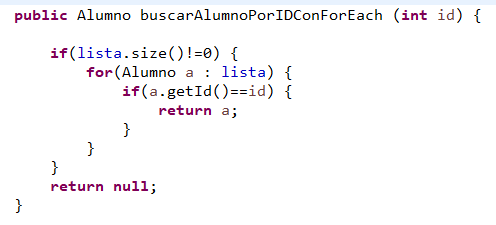 public Alumno buscarAlumnoPorIDConForEach (int id) {
if(lista.size()!=0) {
for(Alumno a : lista) {
if(a.getId()==id) {
return a;
}
}
}
return null;
}